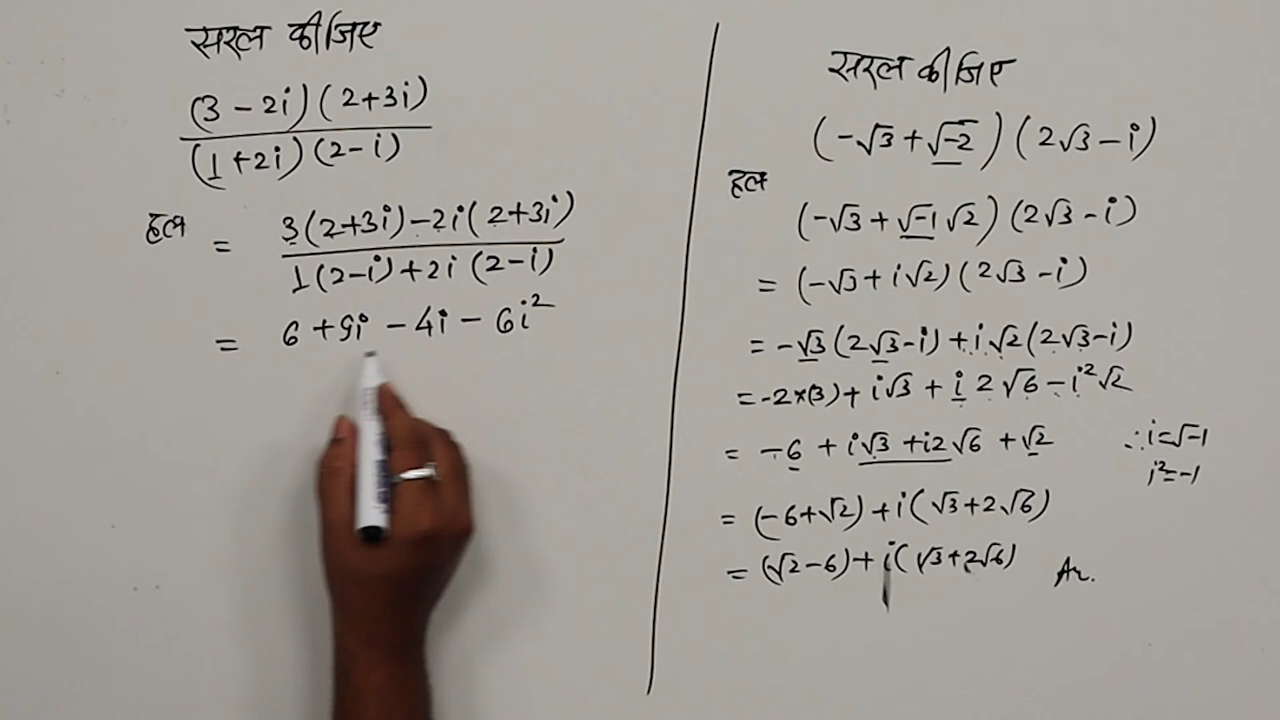 सरल कीजिए
(3 - 2i) (2+3i)
(1+2i) (2-i)
हल = 3(2+3i) - 2i(2+3i)
1(2-i) + 2i (2-i)
= 6 + 9i - 4i - 6i²
सरल कीजिए
(-√3 + √-2) (2√3 - i)
हल
(-√3 + √-1 √2) (2√3 - i)
= (-√3 + i√2) (2√3 - i)
= -√3 (2√3 - i) + i√2 (2√3 - i)
= -2×(3) + i√3 + i 2√6 - i²√2
= -6 + i√3 + i2√6 + √2 ∵ i=√-1
i²=-1
= (-6+√2) + i(√3+2√6)
= (√2-6) + i(√3+2√6) An.